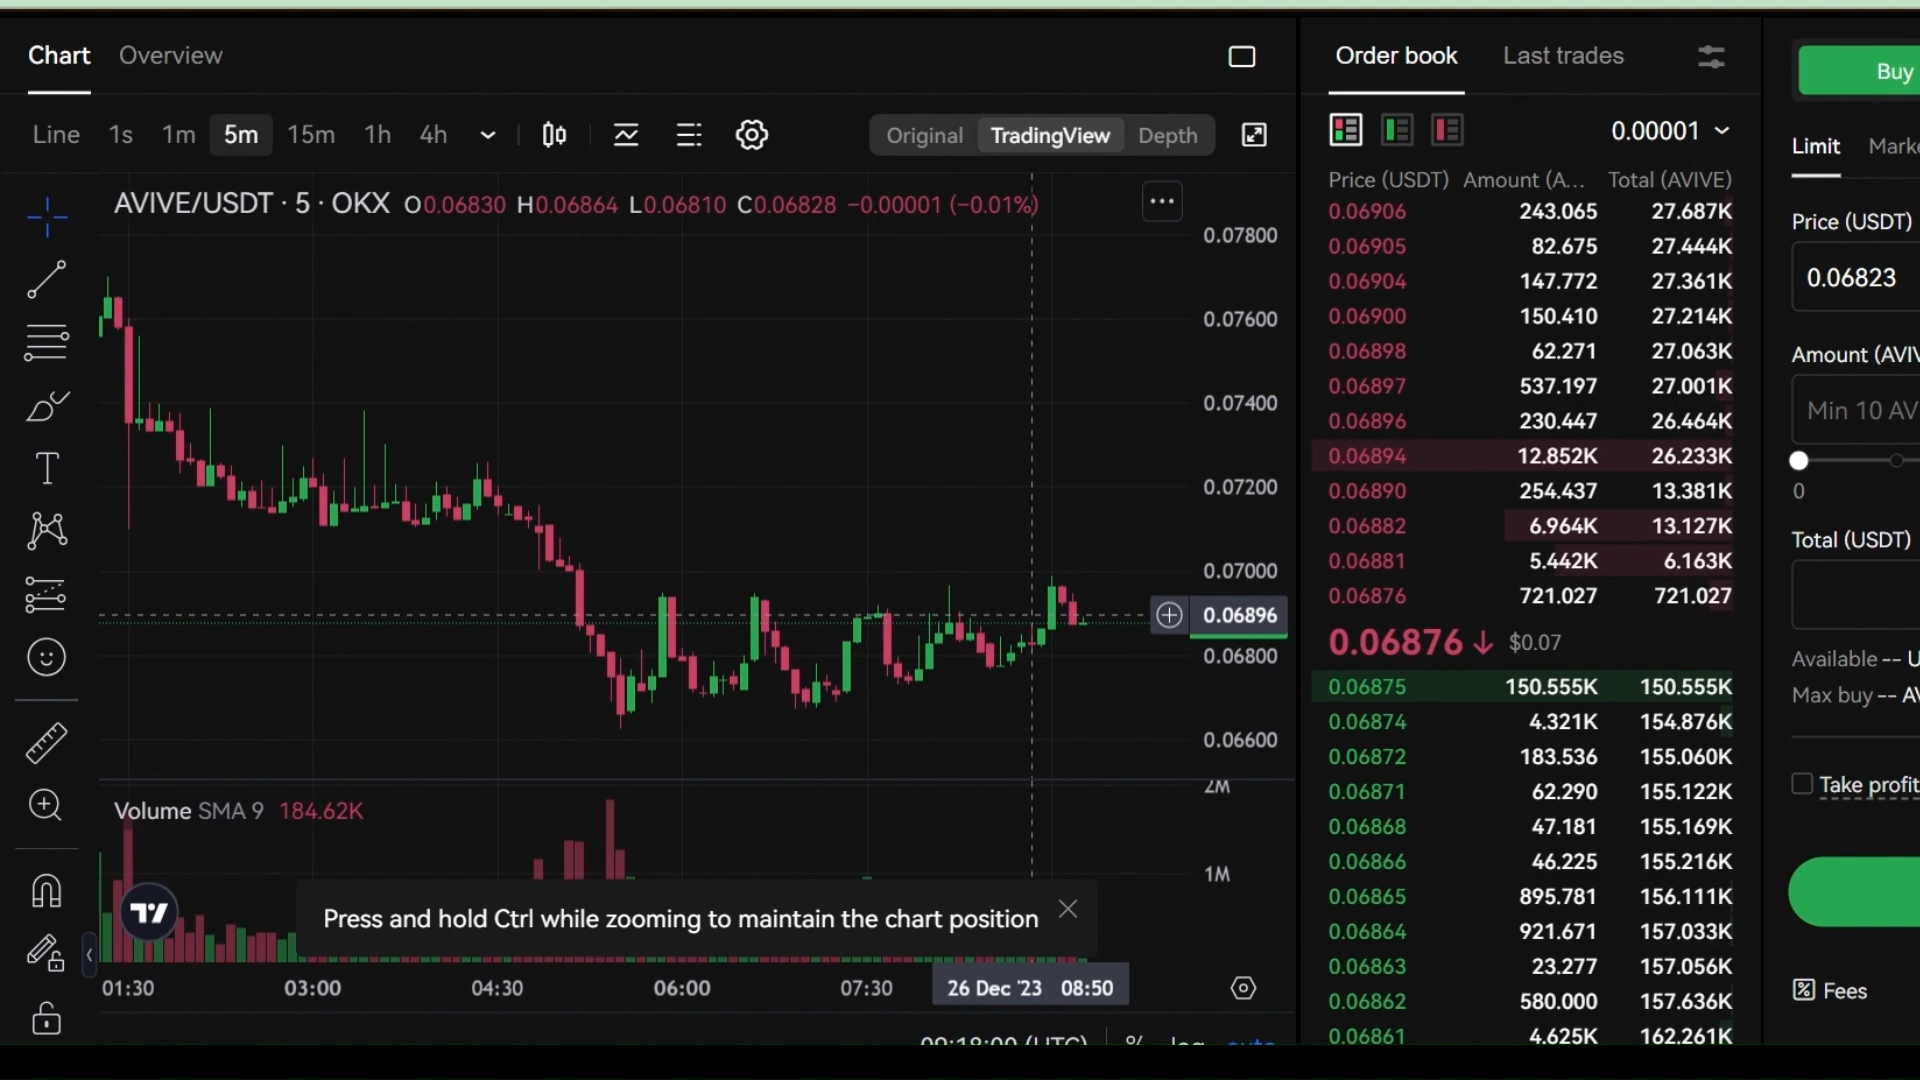 Chart Overview
Line 1s 1m 5m 15m 1h 4h
Original TradingView Depth
AVIVE/USDT · 5 · OKX O0.06830 H0.06864 L0.06810 C0.06828 −0.00001 (−0.01%)
0.07800
0.07600
0.07400
0.07200
0.07000
0.06896
0.06800
0.06600
2M
Volume SMA 9 184.62K
1M
Press and hold Ctrl while zooming to maintain the chart position
01:30 03:00 04:30 06:00 07:30 26 Dec '23 08:50
09:18:00 (UTC) % log auto
Order book Last trades
0.00001
Price (USDT) Amount (A... Total (AVIVE)
0.06906 243.065 27.687K
0.06905 82.675 27.444K
0.06904 147.772 27.361K
0.06900 150.410 27.214K
0.06898 62.271 27.063K
0.06897 537.197 27.001K
0.06896 230.447 26.464K
0.06894 12.852K 26.233K
0.06890 254.437 13.381K
0.06882 6.964K 13.127K
0.06881 5.442K 6.163K
0.06876 721.027 721.027
0.06876↓ $0.07
0.06875 150.555K 150.555K
0.06874 4.321K 154.876K
0.06872 183.536 155.060K
0.06871 62.290 155.122K
0.06868 47.181 155.169K
0.06866 46.225 155.216K
0.06865 895.781 156.111K
0.06864 921.671 157.033K
0.06863 23.277 157.056K
0.06862 580.000 157.636K
0.06861 4.625K 162.261K
Buy
Limit Marke
Price (USDT)
0.06823
Amount (AVIV
Min 10 AV
0
Total (USDT)
Available -- U
Max buy -- AV
Take profit
Fees